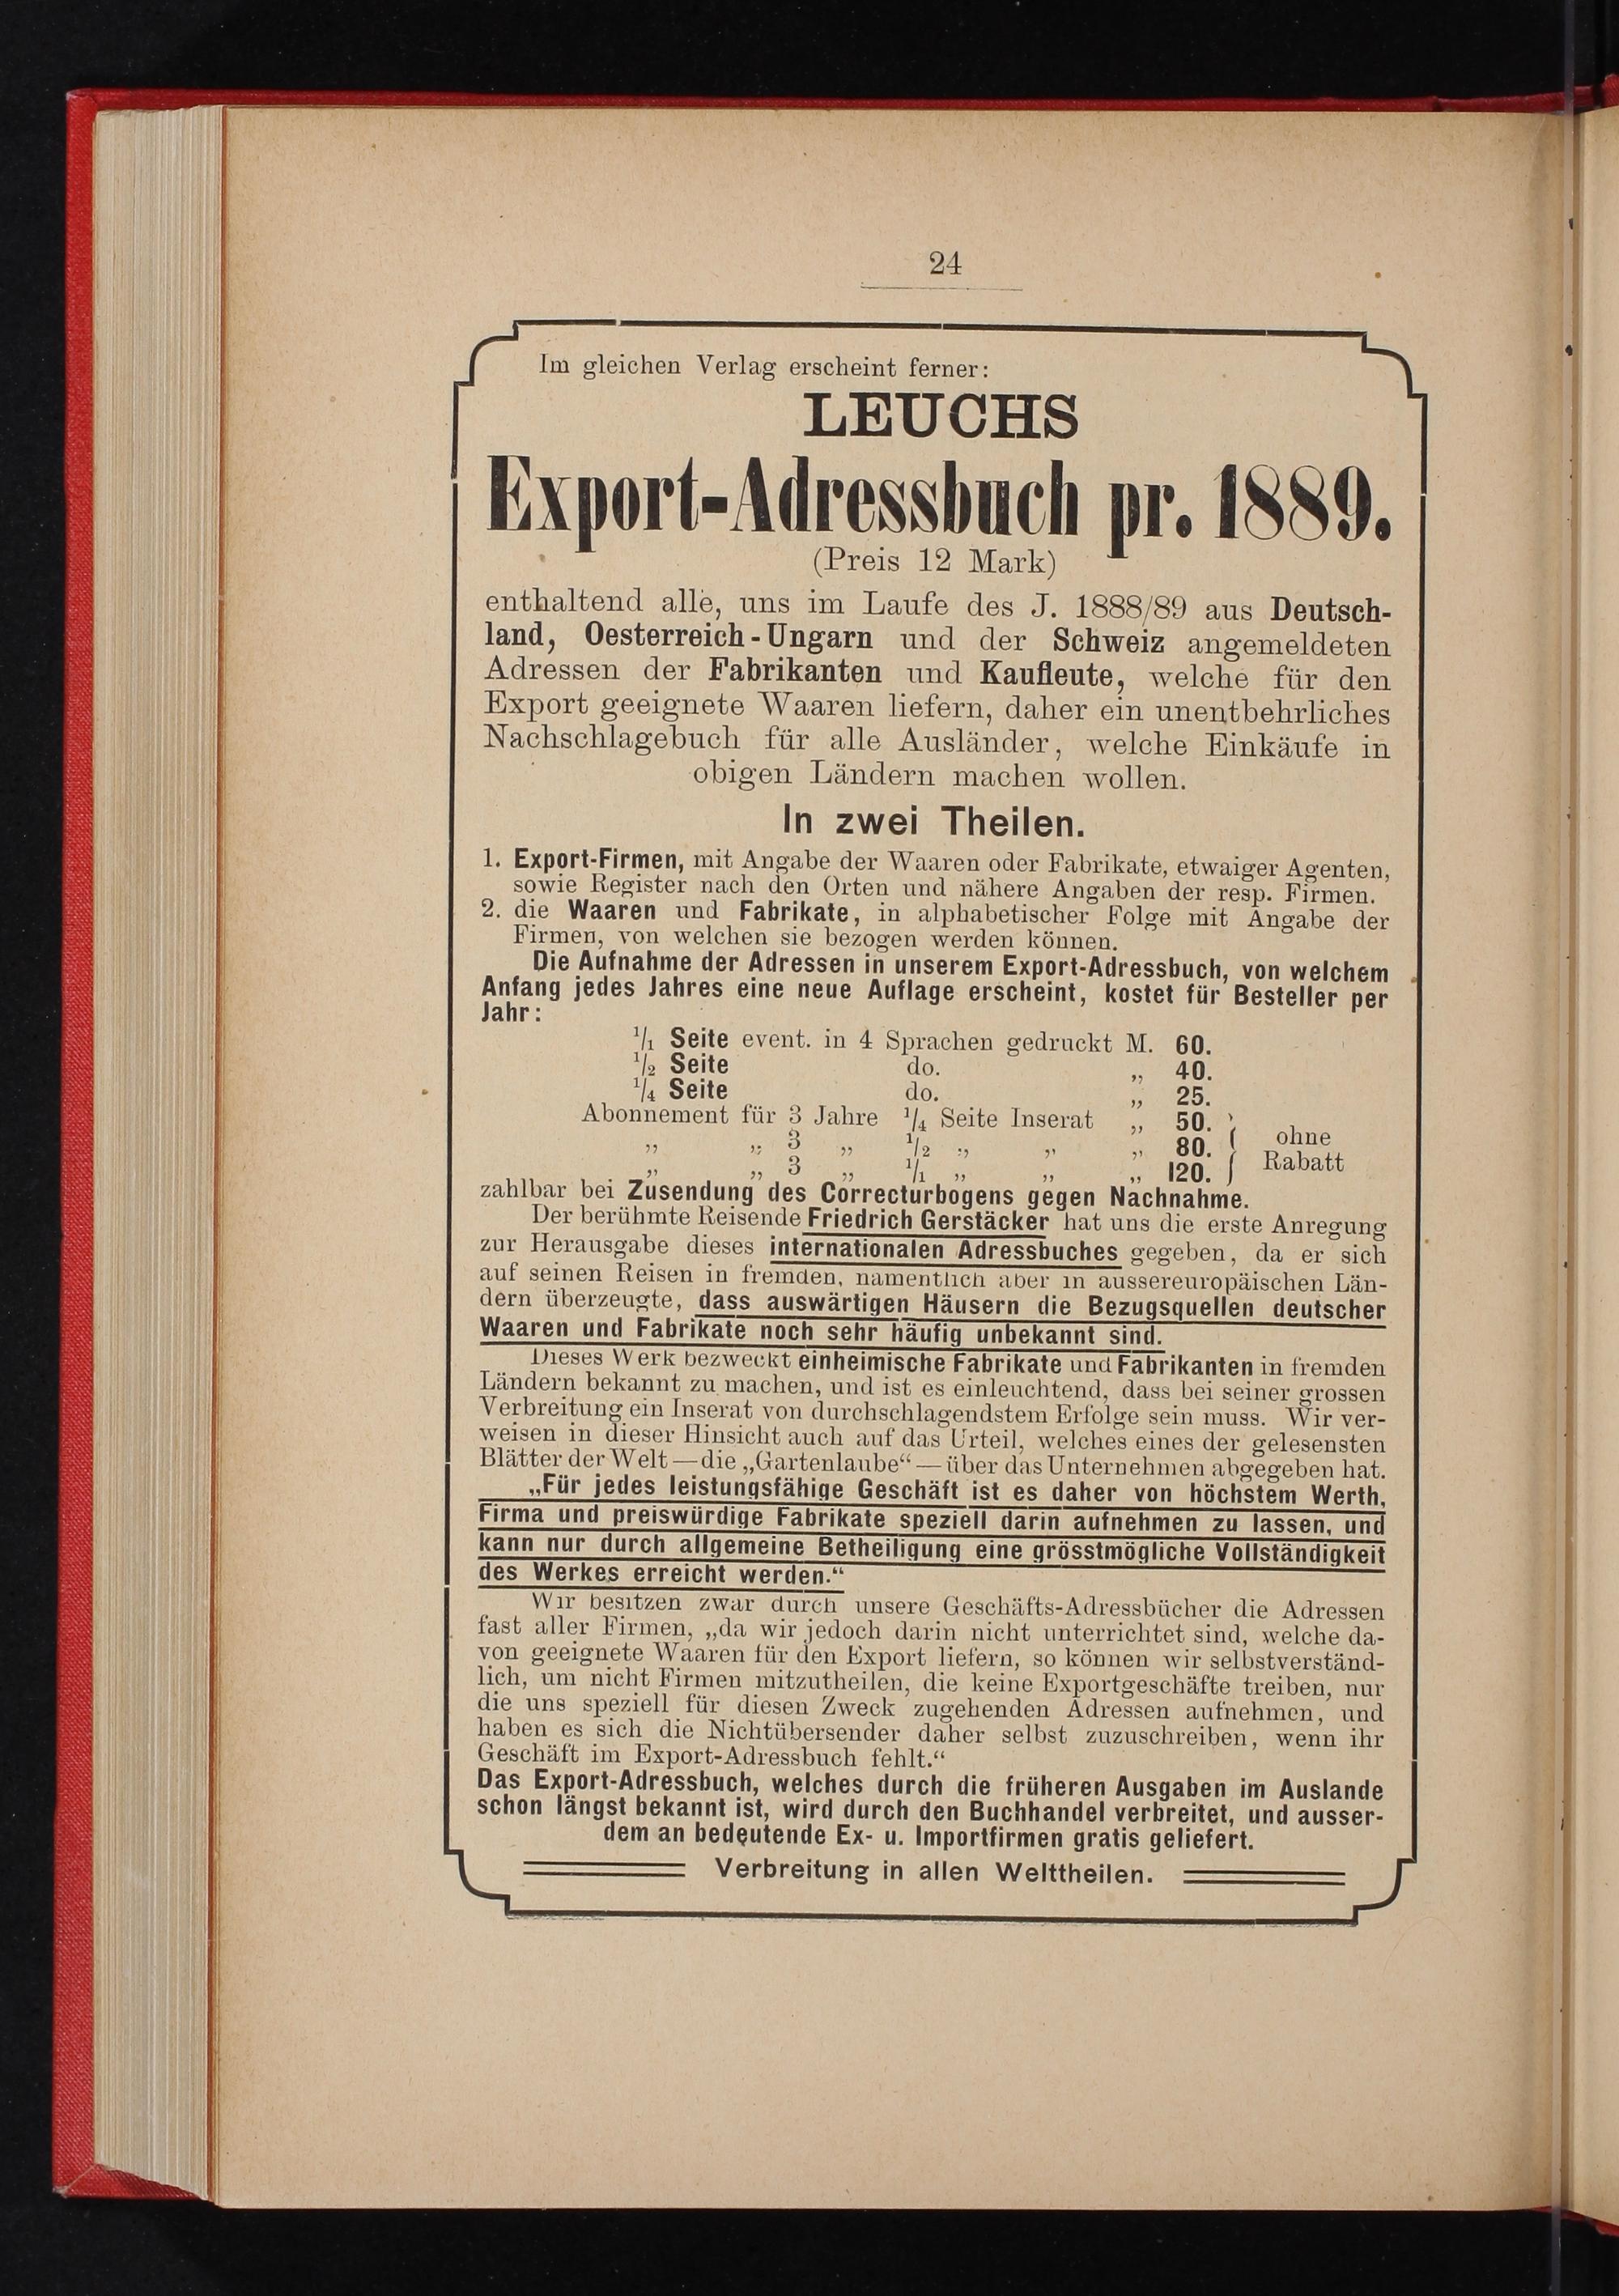 24
Im gleichen Verlag erscheint ferner:
LEUCHS
Export-Adressbuch pr. 1889.
(Preis 12 Mark)
enthaltend alle, uns im Laufe des J. 1888/89 aus Deutsch-
land, Oesterreich-Ungarn und der Schweiz angemeldeten
Adressen der Fabrikanten und Kaufleute, welche für den
Export geeignete Waaren liefern, daher ein unentbehrliches
Nachschlagebuch für alle Ausländer, welche Einkäufe in
obigen Ländern machen wollen.
In zwei Theilen.
1. Export-Firmen, mit Angabe der Waaren oder Fabrikate, etwaiger Agenten,
sowie Register nach den Orten und nähere Angaben der resp. Firmen.
2. die Waaren und Fabrikate, in alphabetischer Folge mit Angabe der
Firmen, von welchen sie bezogen werden können.
Die Aufnahme der Adressen in unserem Export-Adressbuch, von welchem
Anfang jedes Jahres eine neue Auflage erscheint, kostet für Besteller per
Jahr:
1/1 Seite event. in 4 Sprachen gedruckt M. 60.
1/2 Seite do. „ 40.
1/4 Seite do. „ 25.
Abonnement für 3 Jahre 1/4 Seite Inserat „ 50.
„ „ 3 „ 1/2 „ „ „ 80. ohne
„ „ 3 „ 1/1 „ „ „ 120. Rabatt
zahlbar bei Zusendung des Correcturbogens gegen Nachnahme.
Der berühmte Reisende Friedrich Gerstäcker hat uns die erste Anregung
zur Herausgabe dieses internationalen Adressbuches gegeben, da er sich
auf seinen Reisen in fremden, namentlich aber in aussereuropäischen Län-
dern überzeugte, dass auswärtigen Häusern die Bezugsquellen deutscher
Waaren und Fabrikate noch sehr häufig unbekannt sind.
Dieses Werk bezweckt einheimische Fabrikate und Fabrikanten in fremden
Ländern bekannt zu machen, und ist es einleuchtend, dass bei seiner grossen
Verbreitung ein Inserat von durchschlagendstem Erfolge sein muss. Wir ver-
weisen in dieser Hinsicht auch auf das Urteil, welches eines der gelesensten
Blätter der Welt — die „Gartenlaube“ — über das Unternehmen abgegeben hat.
„Für jedes leistungsfähige Geschäft ist es daher von höchstem Werth,
Firma und preiswürdige Fabrikate speziell darin aufnehmen zu lassen, und
kann nur durch allgemeine Betheiligung eine grösstmögliche Vollständigkeit
des Werkes erreicht werden.“
Wir besitzen zwar durch unsere Geschäfts-Adressbücher die Adressen
fast aller Firmen, „da wir jedoch darin nicht unterrichtet sind, welche da-
von geeignete Waaren für den Export liefern, so können wir selbstverständ-
lich, um nicht Firmen mitzutheilen, die keine Exportgeschäfte treiben, nur
die uns speziell für diesen Zweck zugehenden Adressen aufnehmen, und
haben es sich die Nichtübersender daher selbst zuzuschreiben, wenn ihr
Geschäft im Export-Adressbuch fehlt.“
Das Export-Adressbuch, welches durch die früheren Ausgaben im Auslande
schon längst bekannt ist, wird durch den Buchhandel verbreitet, und ausser-
dem an bedeutende Ex- u. Importfirmen gratis geliefert.
Verbreitung in allen Welttheilen.